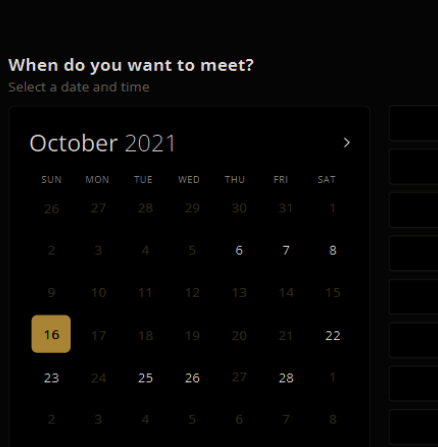 When do you want to meet?
Select a date and time
October 2021
SUN MON TUE WED THU FRI SAT
26 27 28 29 30 31 1
2 3 4 5 6 7 8
9 10 11 12 13 14 15
16 17 18 19 20 21 22
23 24 25 26 27 28 1
2 3 4 5 6 7 8